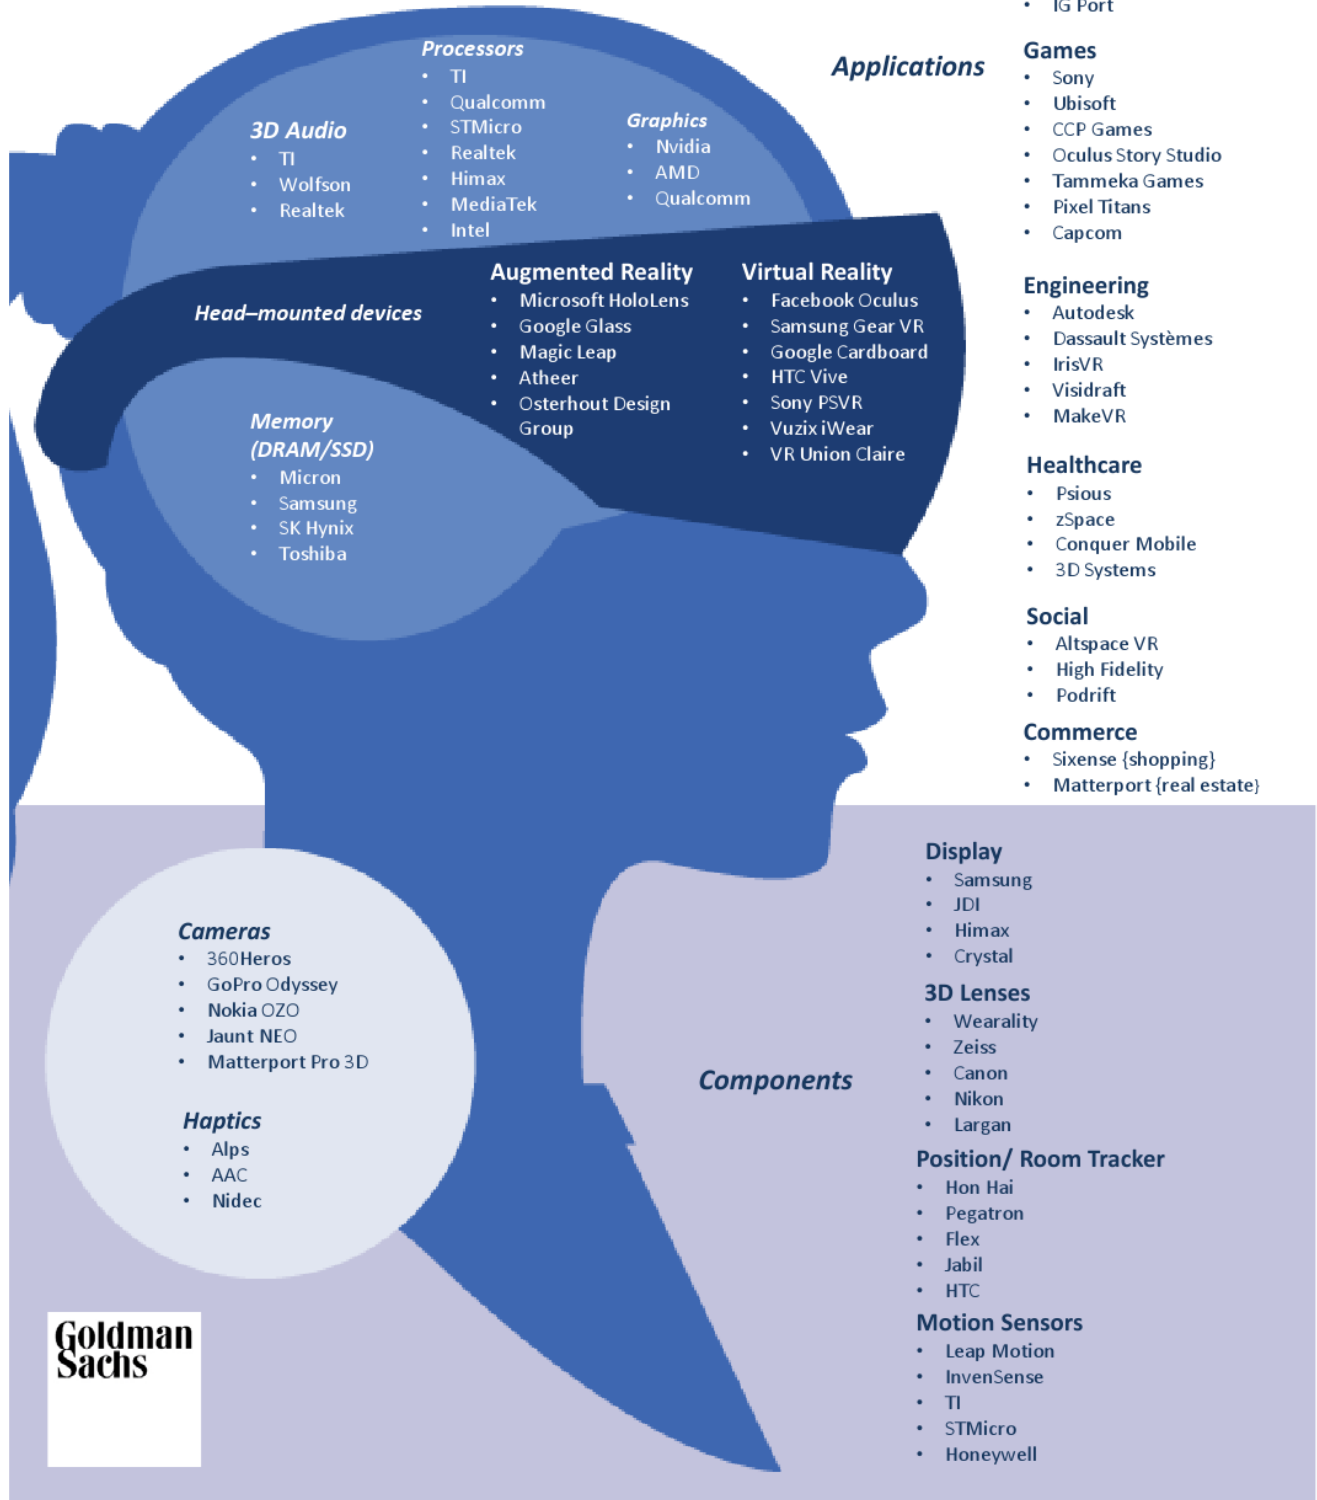 IG Port
Applications
Games
Sony
Ubisoft
CCP Games
Oculus Story Studio
Tammeka Games
Pixel Titans
Capcom
Engineering
Autodesk
Dassault Systèmes
IrisVR
Visidraft
MakeVR
Healthcare
Psious
zSpace
Conquer Mobile
3D Systems
Social
Altspace VR
High Fidelity
Podrift
Commerce
Sixense {shopping}
Matterport {real estate}
Processors
TI
Qualcomm
STMicro
Realtek
Himax
MediaTek
Intel
3D Audio
TI
Wolfson
Realtek
Graphics
Nvidia
AMD
Qualcomm
Head–mounted devices
Augmented Reality
Microsoft HoloLens
Google Glass
Magic Leap
Atheer
Osterhout Design
Group
Virtual Reality
Facebook Oculus
Samsung Gear VR
Google Cardboard
HTC Vive
Sony PSVR
Vuzix iWear
VR Union Claire
Memory
(DRAM/SSD)
Micron
Samsung
SK Hynix
Toshiba
Cameras
360Heros
GoPro Odyssey
Nokia OZO
Jaunt NEO
Matterport Pro 3D
Haptics
Alps
AAC
Nidec
Components
Display
Samsung
JDI
Himax
Crystal
3D Lenses
Wearality
Zeiss
Canon
Nikon
Largan
Position/ Room Tracker
Hon Hai
Pegatron
Flex
Jabil
HTC
Motion Sensors
Leap Motion
InvenSense
TI
STMicro
Honeywell
Goldman
Sachs